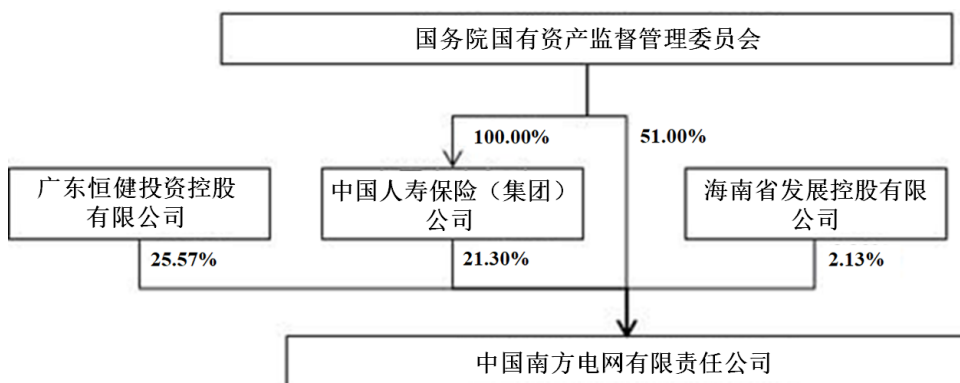 国务院国有资产监督管理委员会
100.00%
51.00%
广东恒健投资控股
有限公司
中国人寿保险（集团）
公司
海南省发展控股有限
公司
25.57%
21.30%
2.13%
中国南方电网有限责任公司